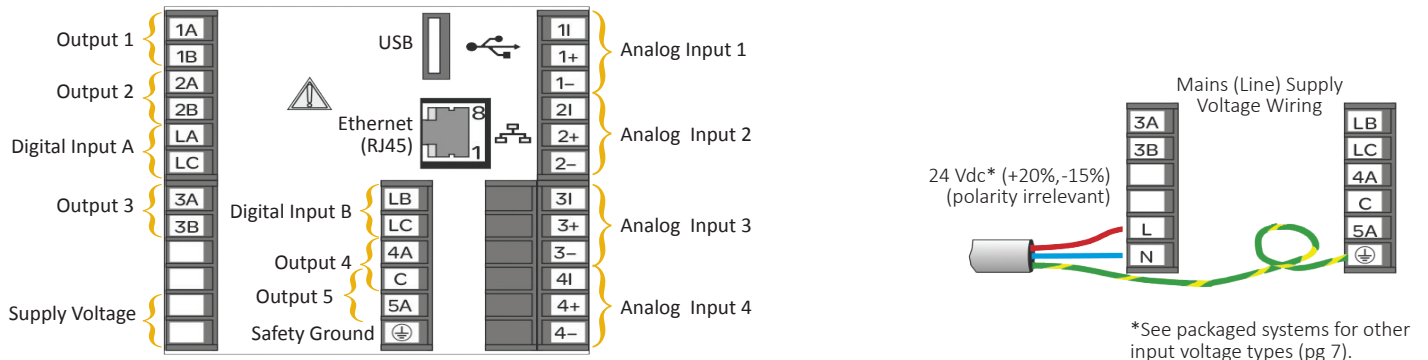 Output 1
Output 2
Digital Input A
Output 3
Supply Voltage
1A
1B
2A
2B
LA
LC
3A
3B
USB
Ethernet
(RJ45)
8
1
Digital Input B
Output 4
Output 5
Safety Ground
LB
LC
4A
C
5A
1I
1+
1–
2I
2+
2–
3I
3+
3–
4I
4+
4–
Analog Input 1
Analog Input 2
Analog Input 3
Analog Input 4
Mains (Line) Supply
Voltage Wiring
24 Vdc* (+20%,-15%)
(polarity irrelevant)
3A
3B
L
N
LB
LC
4A
C
5A
*See packaged systems for other
input voltage types (pg 7).